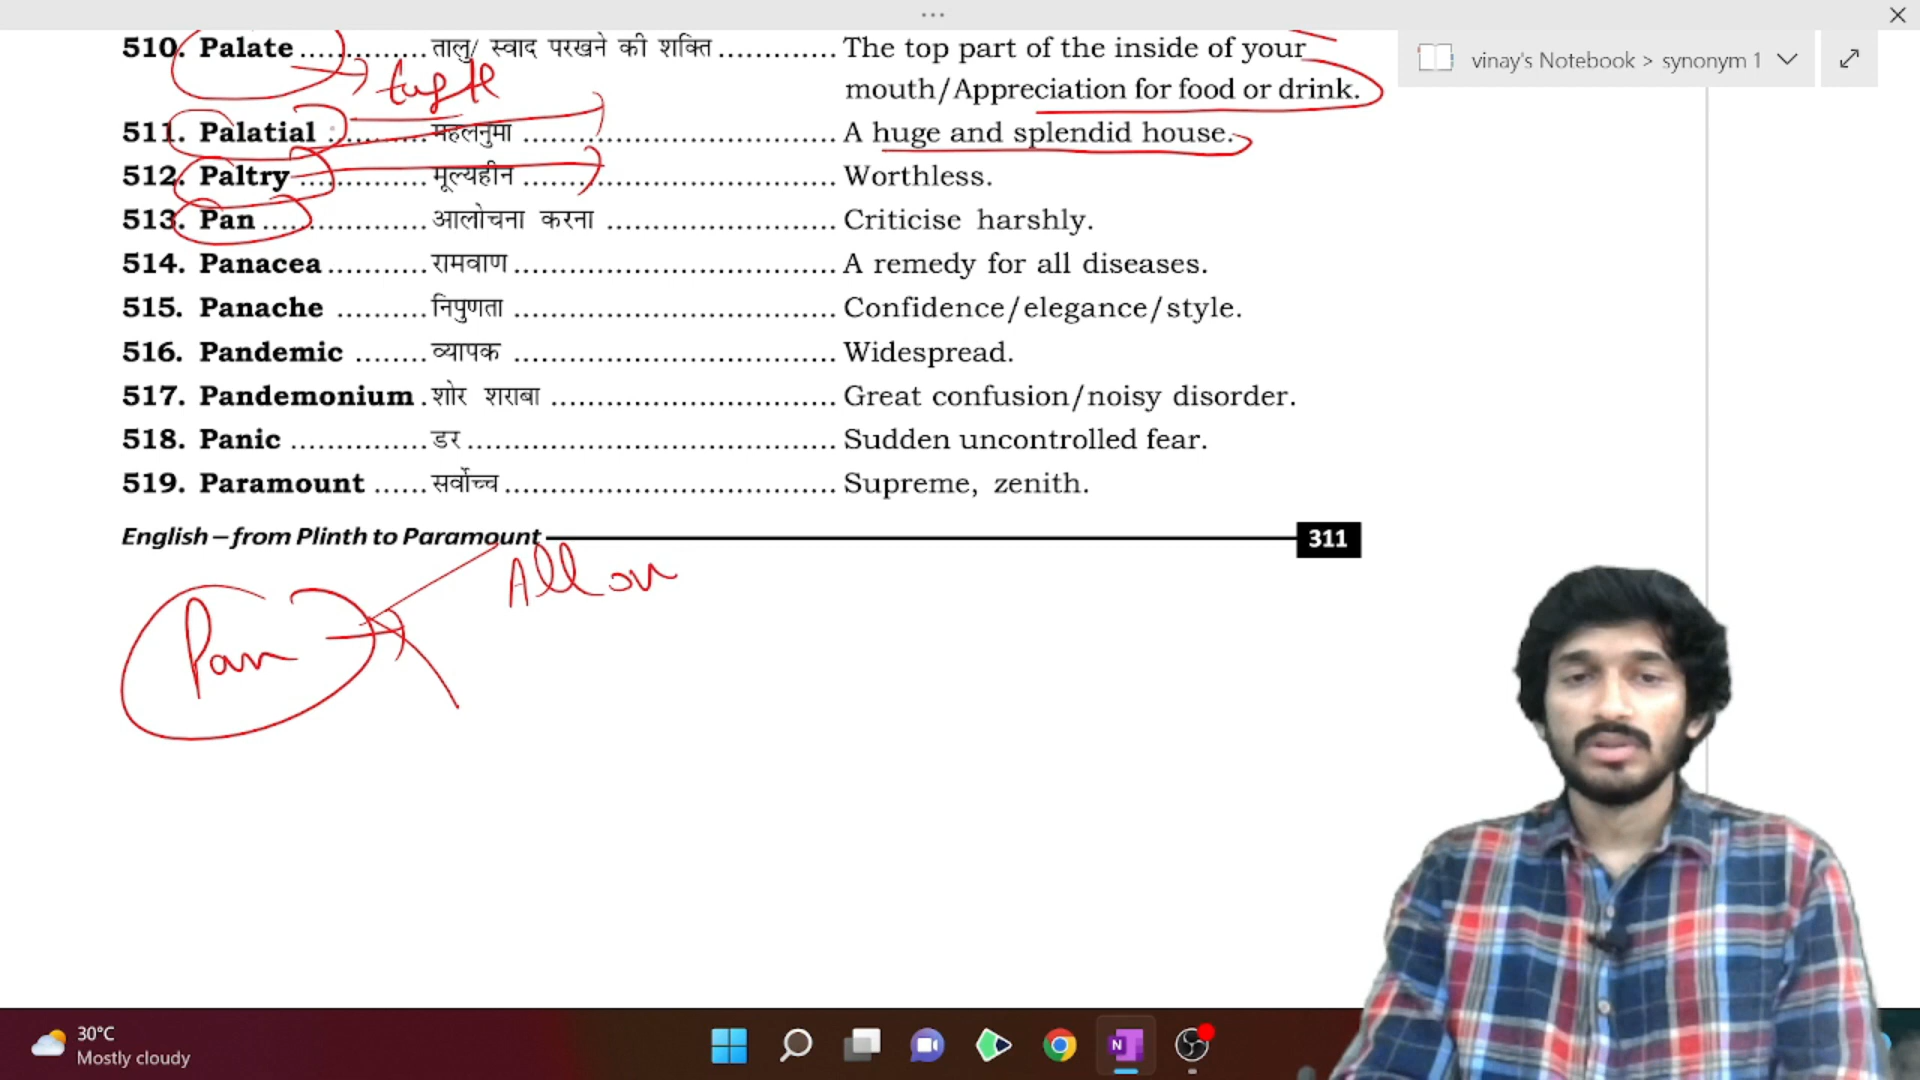 510. Palate .............. तालु/ स्वाद परखने की शक्ति ............. The top part of the inside of your
mouth/Appreciation for food or drink.
taste
511. Palatial ........... महलनुमा .................................. A huge and splendid house.
512. Paltry .............. मूल्यहीन .................................. Worthless.
513. Pan .................. आलोचना करना ......................... Criticise harshly.
514. Panacea ........... रामवाण ................................... A remedy for all diseases.
515. Panache .......... निपुणता ................................... Confidence/elegance/style.
516. Pandemic ........ व्यापक ................................... Widespread.
517. Pandemonium . शोर शराबा ............................... Great confusion/noisy disorder.
518. Panic ............... डर ........................................ Sudden uncontrolled fear.
519. Paramount ...... सर्वोच्च .................................... Supreme, zenith.
English – from Plinth to Paramount 311
Pan
All
vinay's Notebook > synonym 1
30°C
Mostly cloudy